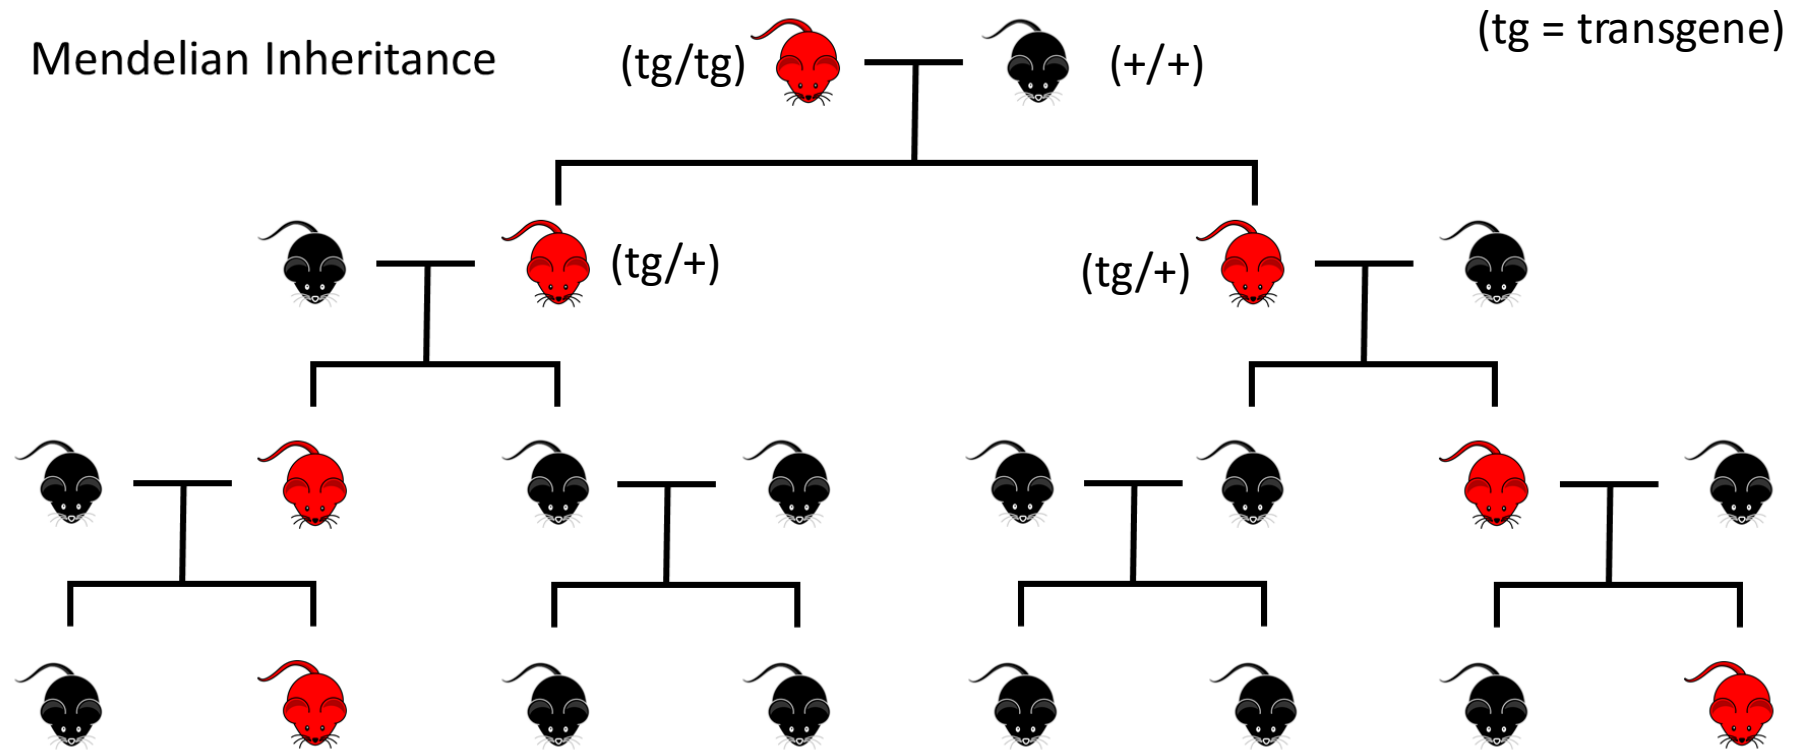 Mendelian Inheritance
(tg/tg)
(+/+)
(tg = transgene)
(tg/+)
(tg/+)